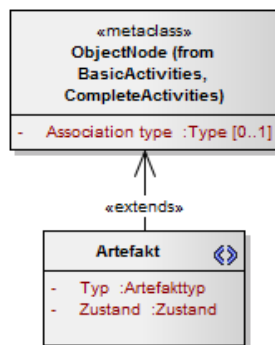 «metaclass»
ObjectNode (from
BasicActivities,
CompleteActivities)
- Association type :Type [0..1]
«extends»
Artefakt
- Typ :Artefakttyp
- Zustand :Zustand